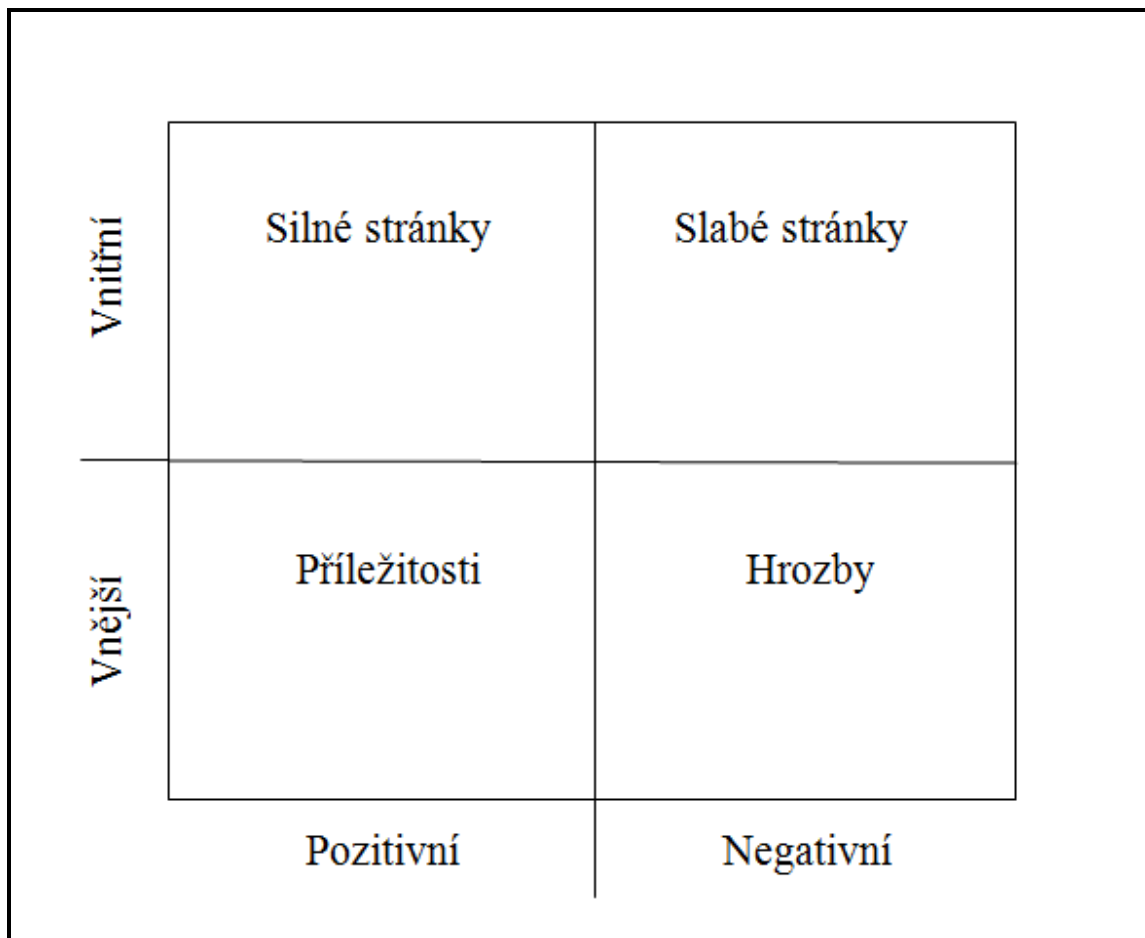 Vnitřní
Silné stránky
Slabé stránky
Vnější
Příležitosti
Hrozby
Pozitivní
Negativní